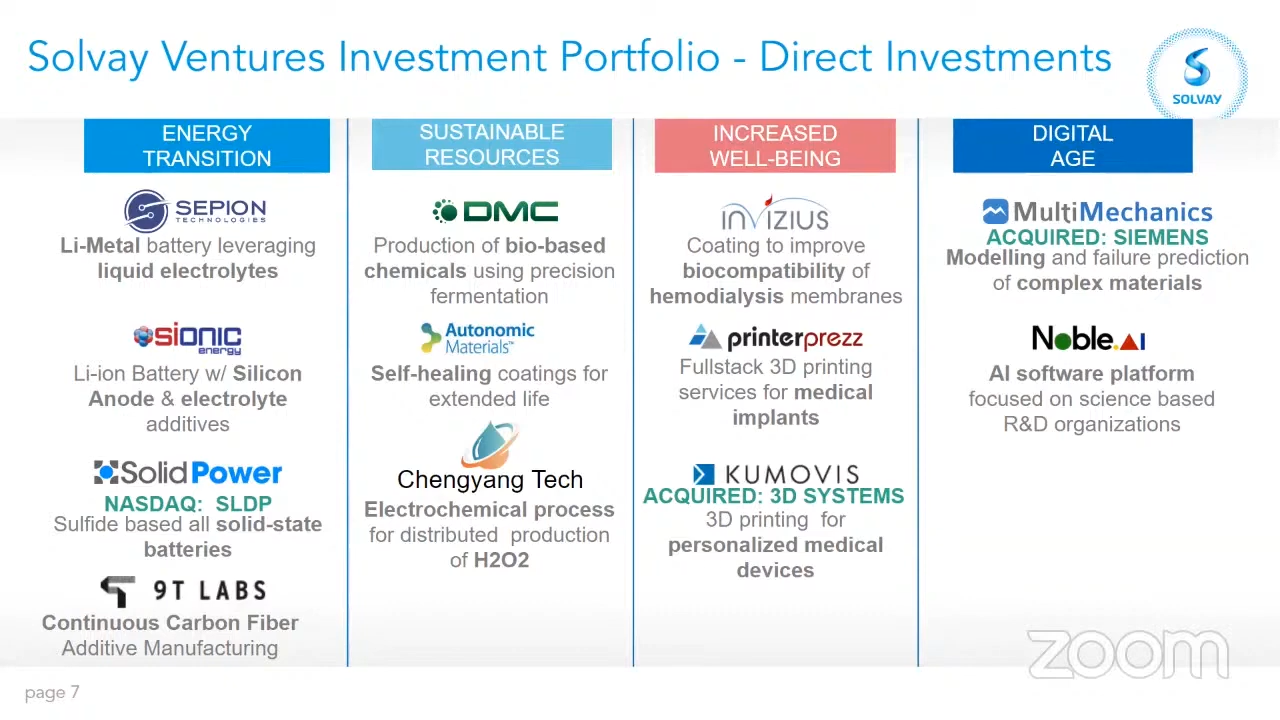 Solvay Ventures Investment Portfolio - Direct Investments
SOLVAY
ENERGY
TRANSITION
SEPION
TECHNOLOGIES
Li-Metal battery leveraging
liquid electrolytes
sionic
energy
Li-ion Battery w/ Silicon
Anode & electrolyte
additives
Solid Power
NASDAQ: SLDP
Sulfide based all solid-state
batteries
9T LABS
Continuous Carbon Fiber
Additive Manufacturing
SUSTAINABLE
RESOURCES
DMC
Production of bio-based
chemicals using precision
fermentation
Autonomic
Materials™
Self-healing coatings for
extended life
Chengyang Tech
Electrochemical process
for distributed production
of H2O2
INCREASED
WELL-BEING
INVIZIUS
Coating to improve
biocompatibility of
hemodialysis membranes
printerprezz
Fullstack 3D printing
services for medical
implants
KUMOVIS
ACQUIRED: 3D SYSTEMS
3D printing for
personalized medical
devices
DIGITAL
AGE
MultiMechanics
ACQUIRED: SIEMENS
Modelling and failure prediction
of complex materials
Noble.AI
AI software platform
focused on science based
R&D organizations
zoom
page 7